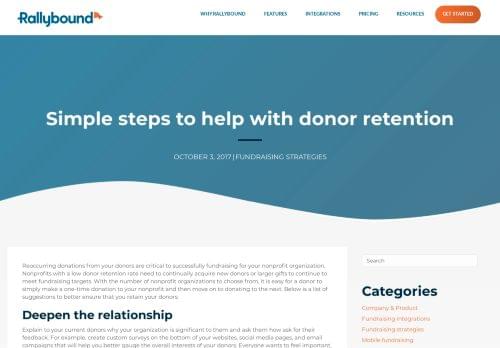 Rallybound
WHY RALLYBOUND FEATURES INTEGRATIONS PRICING RESOURCES GET STARTED
Simple steps to help with donor retention
OCTOBER 3, 2017 | FUNDRAISING STRATEGIES
Reoccurring donations from your donors are critical to successfully fundraising for your nonprofit organization.
Nonprofits with a low donor retention rate need to continually acquire new donors or larger gifts to continue to
meet fundraising targets. With the number of nonprofit organizations to choose from, it is easy for a donor to
simply make a one-time donation to your nonprofit and then move on to donating to the next. Below is a list of
suggestions to better ensure that you retain your donors:
Deepen the relationship
Explain to your current donors why your organization is significant to them and ask them how ask for their
feedback. For example, create custom surveys on the bottom of your websites, social media pages, and email
campaigns that will help you better gauge the overall interests of your donors. Everyone wants to feel important,
Search
Categories
Company & Product
Fundraising integrations
Fundraising strategies
Mobile fundraising